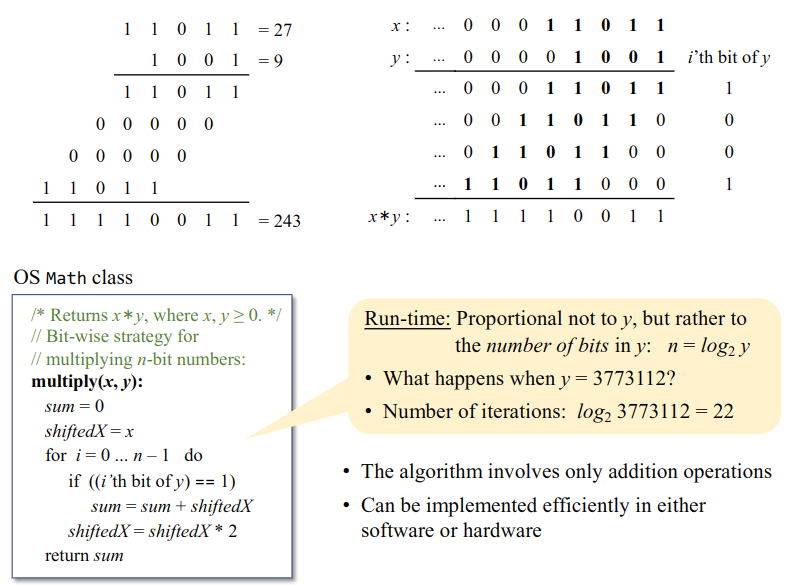 1 1 0 1 1 = 27
1 0 0 1 = 9
1 1 0 1 1
0 0 0 0 0
0 0 0 0 0
1 1 0 1 1
1 1 1 1 0 0 1 1 = 243
x : ... 0 0 0 1 1 0 1 1
y : ... 0 0 0 0 1 0 0 1 i’th bit of y
... 0 0 0 1 1 0 1 1 1
... 0 0 1 1 0 1 1 0 0
... 0 1 1 0 1 1 0 0 0
... 1 1 0 1 1 0 0 0 1
x*y : ... 1 1 1 1 0 0 1 1
OS Math class
/* Returns x*y, where x, y ≥ 0. */
// Bit-wise strategy for
// multiplying n-bit numbers:
multiply(x, y):
sum = 0
shiftedX = x
for i = 0 ... n – 1 do
if ((i’th bit of y) == 1)
sum = sum + shiftedX
shiftedX = shiftedX * 2
return sum
Run-time: Proportional not to y, but rather to
the number of bits in y: n = log2 y
• What happens when y = 3773112?
• Number of iterations: log2 3773112 = 22
• The algorithm involves only addition operations
• Can be implemented efficiently in either
software or hardware